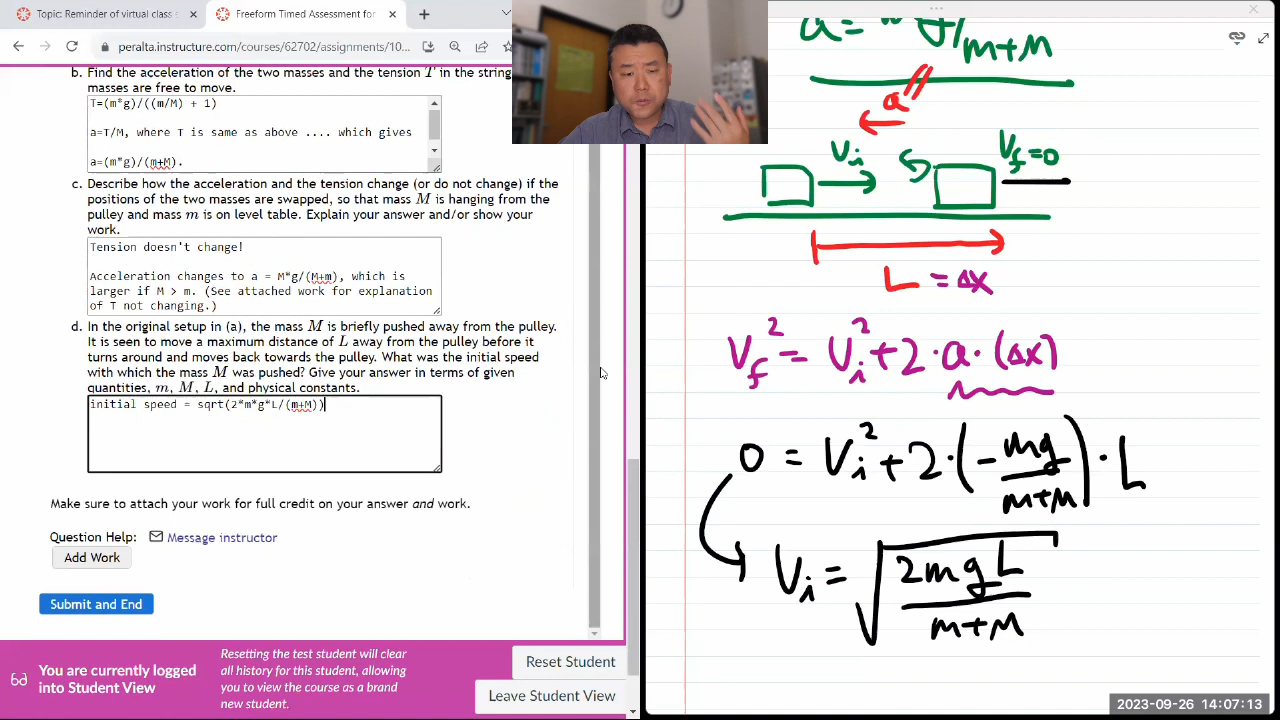 Topic: Reminder of virtual class s
Freeform Timed Assessment for
peralta.instructure.com/courses/62702/assignments/10...
b. Find the acceleration of the two masses and the tension T in the string
masses are free to move.
T=(m*g)/((m/M) + 1)
a=T/M, where T is same as above .... which gives
a=(m*g)/(m+M).
c. Describe how the acceleration and the tension change (or do not change) if the
positions of the two masses are swapped, so that mass M is hanging from the
pulley and mass m is on level table. Explain your answer and/or show your
work.
Tension doesn't change!
Acceleration changes to a = M*g/(M+m), which is
larger if M > m. (See attached work for explanation
of T not changing.)
d. In the original setup in (a), the mass M is briefly pushed away from the pulley.
It is seen to move a maximum distance of L away from the pulley before it
turns around and moves back towards the pulley. What was the initial speed
with which the mass M was pushed? Give your answer in terms of given
quantities, m, M, L, and physical constants.
initial speed = sqrt(2*m*g*L/(m+M))
Make sure to attach your work for full credit on your answer and work.
Question Help: Message instructor
Add Work
Submit and End
You are currently logged
into Student View
Resetting the test student will clear
all history for this student, allowing
you to view the course as a brand
new student.
Reset Student
Leave Student View
a= m g/m+M
a
Vi
Vf=0
L = Δx
Vf² = Vi² + 2·a·(Δx)
0 = Vi² + 2·(-mg/m+M)·L
Vi = √2mgL/m+M
2023-09-26 14:07:13